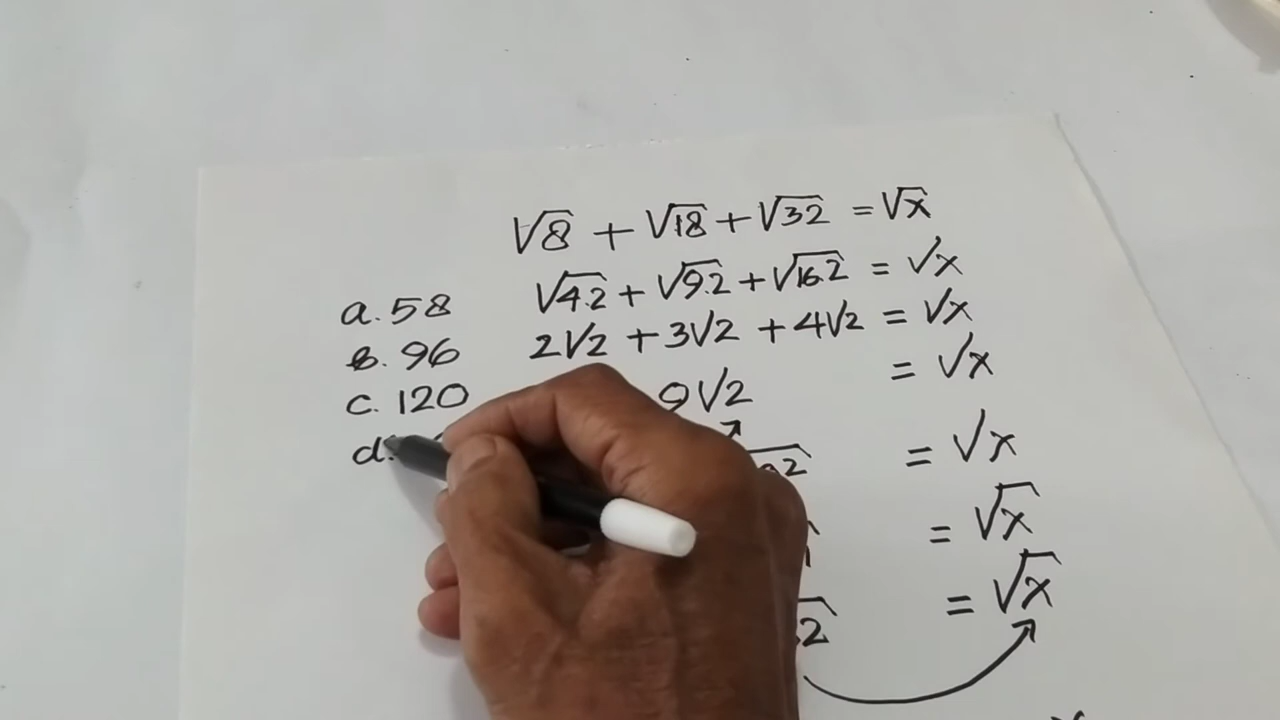 √8 + √18 + √32 = √x
√4.2 + √9.2 + √16.2 = √x
2√2 + 3√2 + 4√2 = √x
9√2 = √x
= √x
= √x
= √x
a. 58
b. 96
c. 120
d.